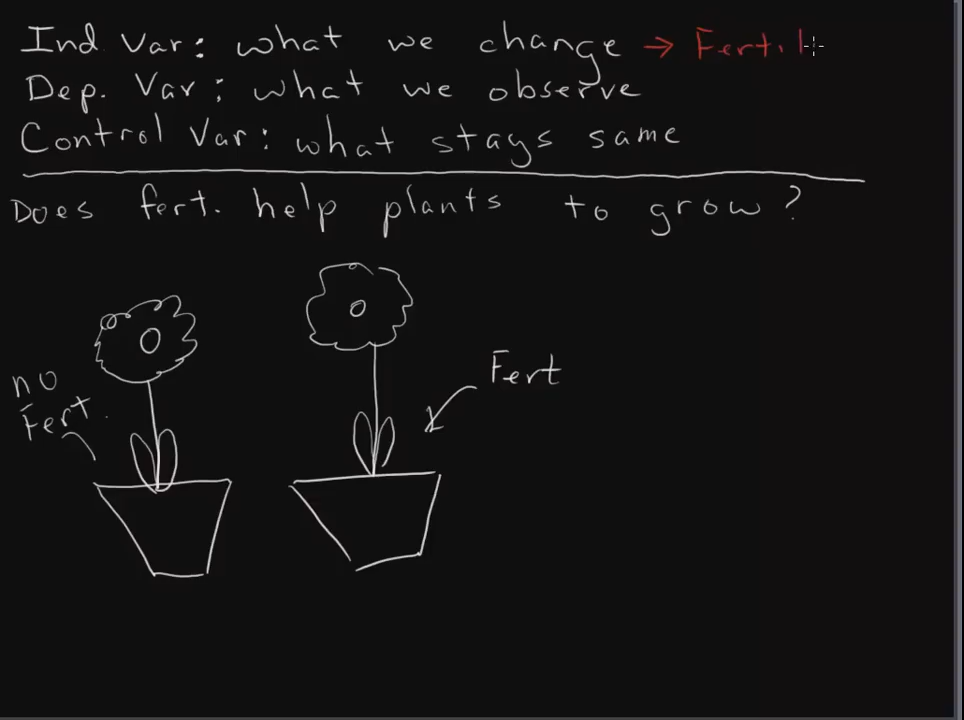 Ind Var: what we change → Fertil
Dep. Var: what we observe
Control Var: what stays same
Does fert. help plants to grow?
no
Fert.
Fert